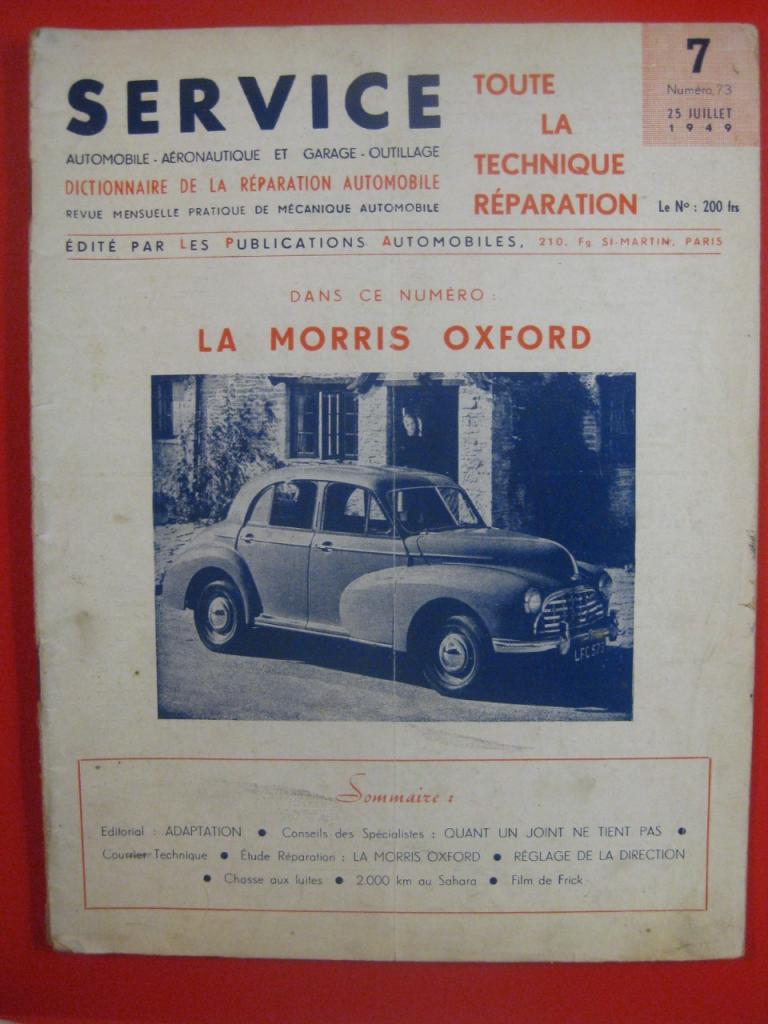 SERVICE
AUTOMOBILE - AÉRONAUTIQUE ET GARAGE - OUTILLAGE
DICTIONNAIRE DE LA RÉPARATION AUTOMOBILE
REVUE MENSUELLE PRATIQUE DE MÉCANIQUE AUTOMOBILE
TOUTE
LA
TECHNIQUE
RÉPARATION
7
Numéro, 73
25 JUILLET
1949
Le No : 200 frs
ÉDITÉ PAR LES PUBLICATIONS AUTOMOBILES, 210, Fg St-MARTIN, PARIS
DANS CE NUMÉRO :
LA MORRIS OXFORD
LFC 573
Sommaire :
Editorial : ADAPTATION ● Conseils des Spécialistes : QUANT UN JOINT NE TIENT PAS ●
Courrier Technique ● Étude Réparation : LA MORRIS OXFORD ● RÉGLAGE DE LA DIRECTION
● Chasse aux fuites ● 2.000 km au Sahara ● Film de Frick